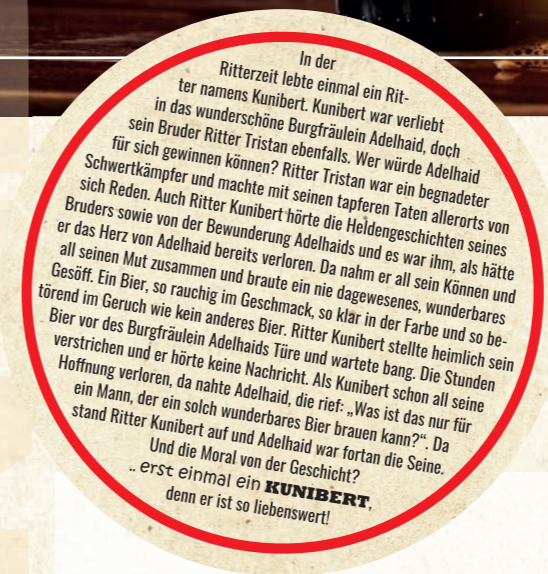 In der
Ritterzeit lebte einmal ein Rit-
ter namens Kunibert. Kunibert war verliebt
in das wunderschöne Burgfräulein Adelhaid, doch
sein Bruder Ritter Tristan ebenfalls. Wer würde Adelhaid
für sich gewinnen können? Ritter Tristan war ein begnadeter
Schwertkämpfer und machte mit seinen tapferen Taten allerorts von
sich Reden. Auch Ritter Kunibert hörte die Heldengeschichten seines
Bruders sowie von der Bewunderung Adelhaids und es war ihm, als hätte
er das Herz von Adelhaid bereits verloren. Da nahm er all sein Können und
all seinen Mut zusammen und braute ein nie dagewesenes, wunderbares
Gesöff. Ein Bier, so rauchig im Geschmack, so klar in der Farbe und so be-
törend im Geruch wie kein anderes Bier. Ritter Kunibert stellte heimlich sein
Bier vor des Burgfräulein Adelhaids Türe und wartete bang. Die Stunden
verstrichen und er hörte keine Nachricht. Als Kunibert schon all seine
Hoffnung verloren, da nahte Adelhaid, die rief: „Was ist das nur für
ein Mann, der ein solch wunderbares Bier brauen kann?“. Da
stand Ritter Kunibert auf und Adelhaid war fortan die Seine.
Und die Moral von der Geschicht?
.. erst einmal ein KUNIBERT,
denn er ist so liebenswert!